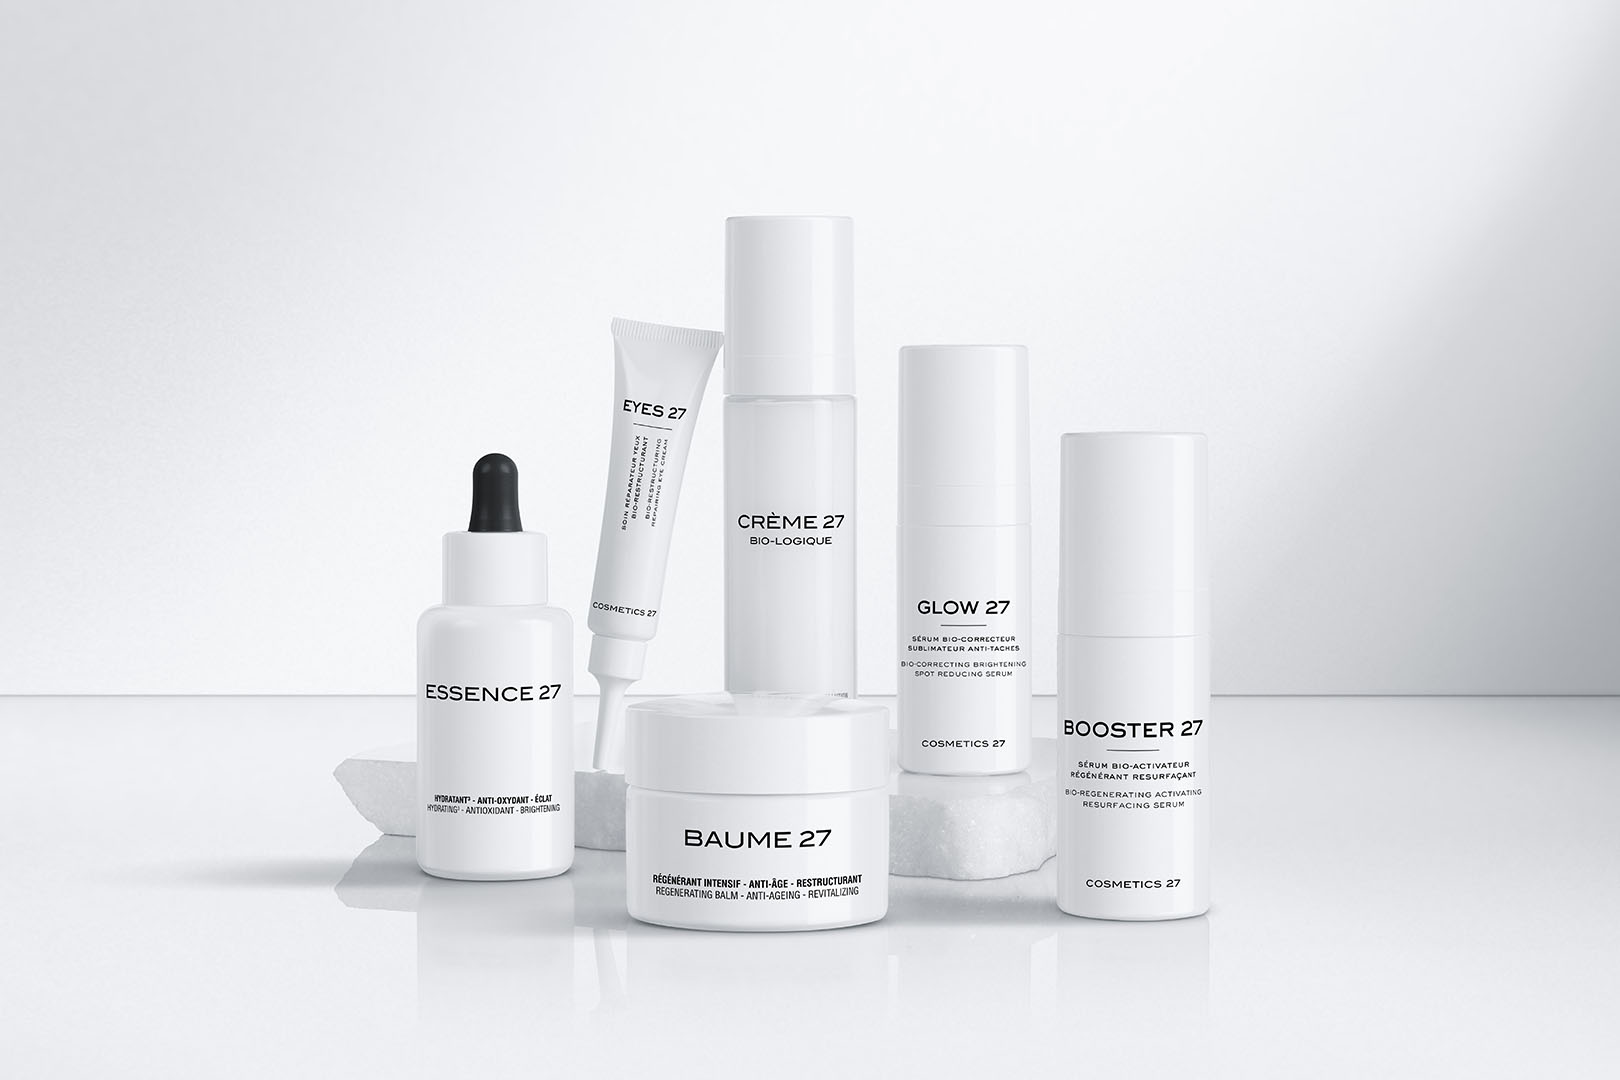 EYES 27
SOIN RÉPARATEUR YEUX
BIO-RESTRUCTURANT
BIO-RESTRUCTURING
REPAIRING EYE CREAM
COSMETICS 27
CRÈME 27
BIO-LOGIQUE
GLOW 27
SÉRUM BIO-CORRECTEUR
SUBLIMATEUR ANTI-TACHES
BIO-CORRECTING BRIGHTENING
SPOT REDUCING SERUM
COSMETICS 27
ESSENCE 27
HYDRATANT³ - ANTI-OXYDANT - ÉCLAT
HYDRATING³ - ANTIOXIDANT - BRIGHTENING
BAUME 27
RÉGÉNÉRANT INTENSIF - ANTI-ÂGE - RESTRUCTURANT
REGENERATING BALM - ANTI-AGEING - REVITALIZING
BOOSTER 27
SÉRUM BIO-ACTIVATEUR
RÉGÉNÉRANT RESURFAÇANT
BIO-REGENERATING ACTIVATING
RESURFACING SERUM
COSMETICS 27